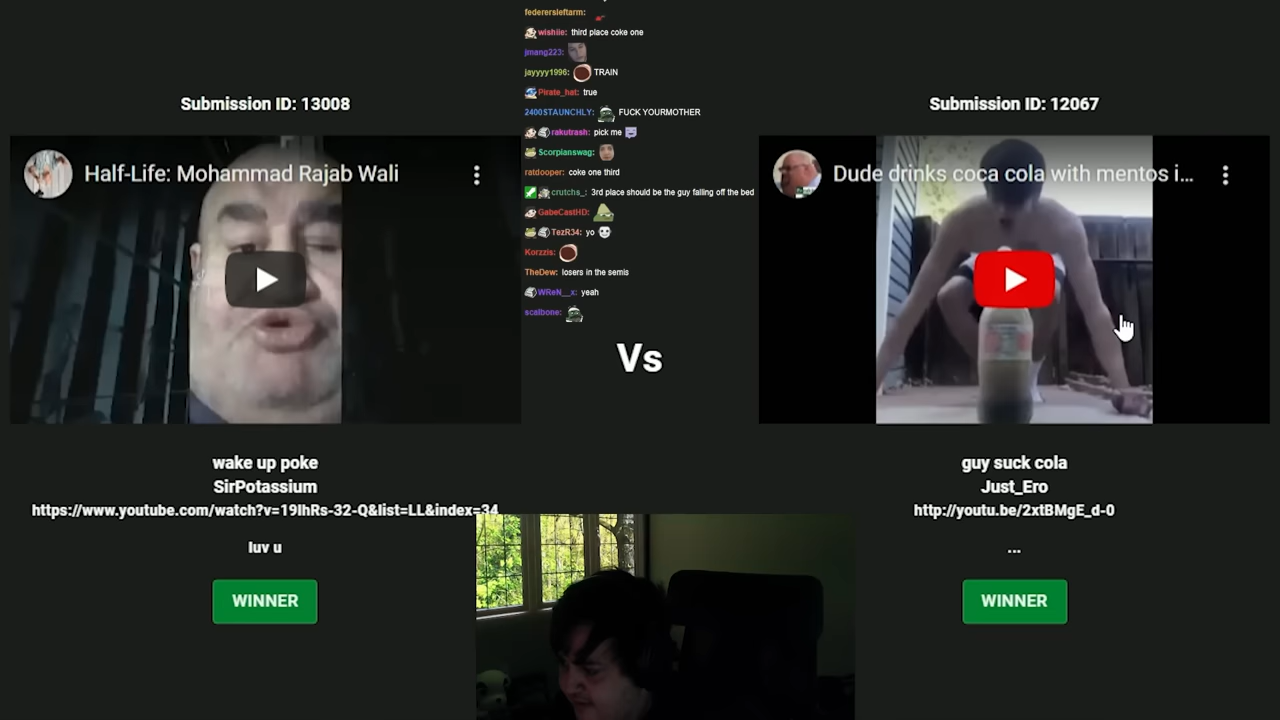 federersleftarm:
wishiie: third place coke one
jmang223:
jayyyy1996: TRAIN
Pirate_hat: true
2400STAUNCHLY: FUCK YOURMOTHER
rakutrash: pick me
Scorpianswag:
ratdooper: coke one third
crutchs_: 3rd place should be the guy falling off the bed
GabeCastHD:
TezR34: yo
Korzzis:
TheDew: losers in the semis
WReN__x: yeah
scalbone:
Submission ID: 13008
Half-Life: Mohammad Rajab Wali
wake up poke
SirPotassium
https://www.youtube.com/watch?v=19IhRs-32-Q&list=LL&index=34
luv u
WINNER
Vs
Submission ID: 12067
Dude drinks coca cola with mentos i...
guy suck cola
Just_Ero
http://youtu.be/2xtBMgE_d-0
...
WINNER